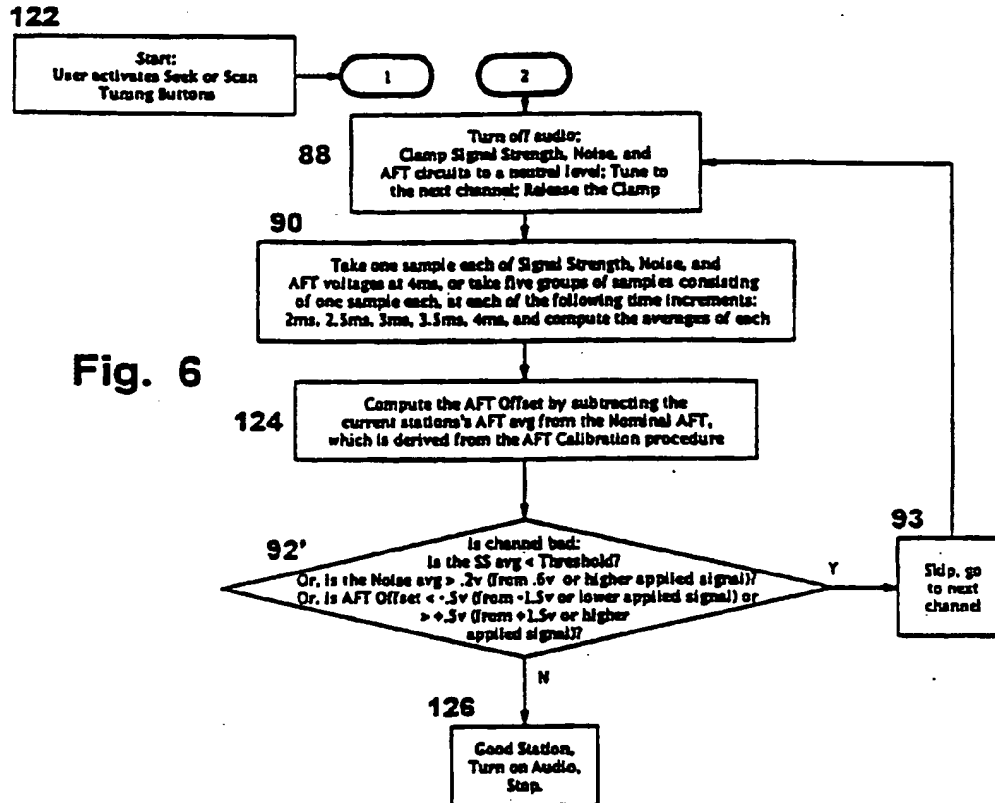 122
Start:
User activates Seek or Scan
Tuning Buttons
1
2
88
Turn off audio;
Clamp Signal Strength, Noise, and
AFT circuits to a neutral level; Tune to
the next channel; Release the Clamp
90
Take one sample each of Signal Strength, Noise, and
AFT voltages at 4ms, or take five groups of samples consisting
of one sample each, at each of the following time increments:
2ms, 2.5ms, 3ms, 3.5ms, 4ms, and compute the averages of each
Fig. 6
124
Compute the AFT Offset by subtracting the
current stations's AFT avg from the Nominal AFT,
which is derived from the AFT Calibration procedure
92'
Is channel bad:
Is the SS avg < Threshold?
Or, is the Noise avg > .2v (from .6v or higher applied signal)?
Or, is AFT Offset < -.5v (from -1.5v or lower applied signal) or
> +.5v (from +1.5v or higher
applied signal)?
Y
93
Skip, go
to next
channel
N
126
Good Station,
Turn on Audio,
Stop.